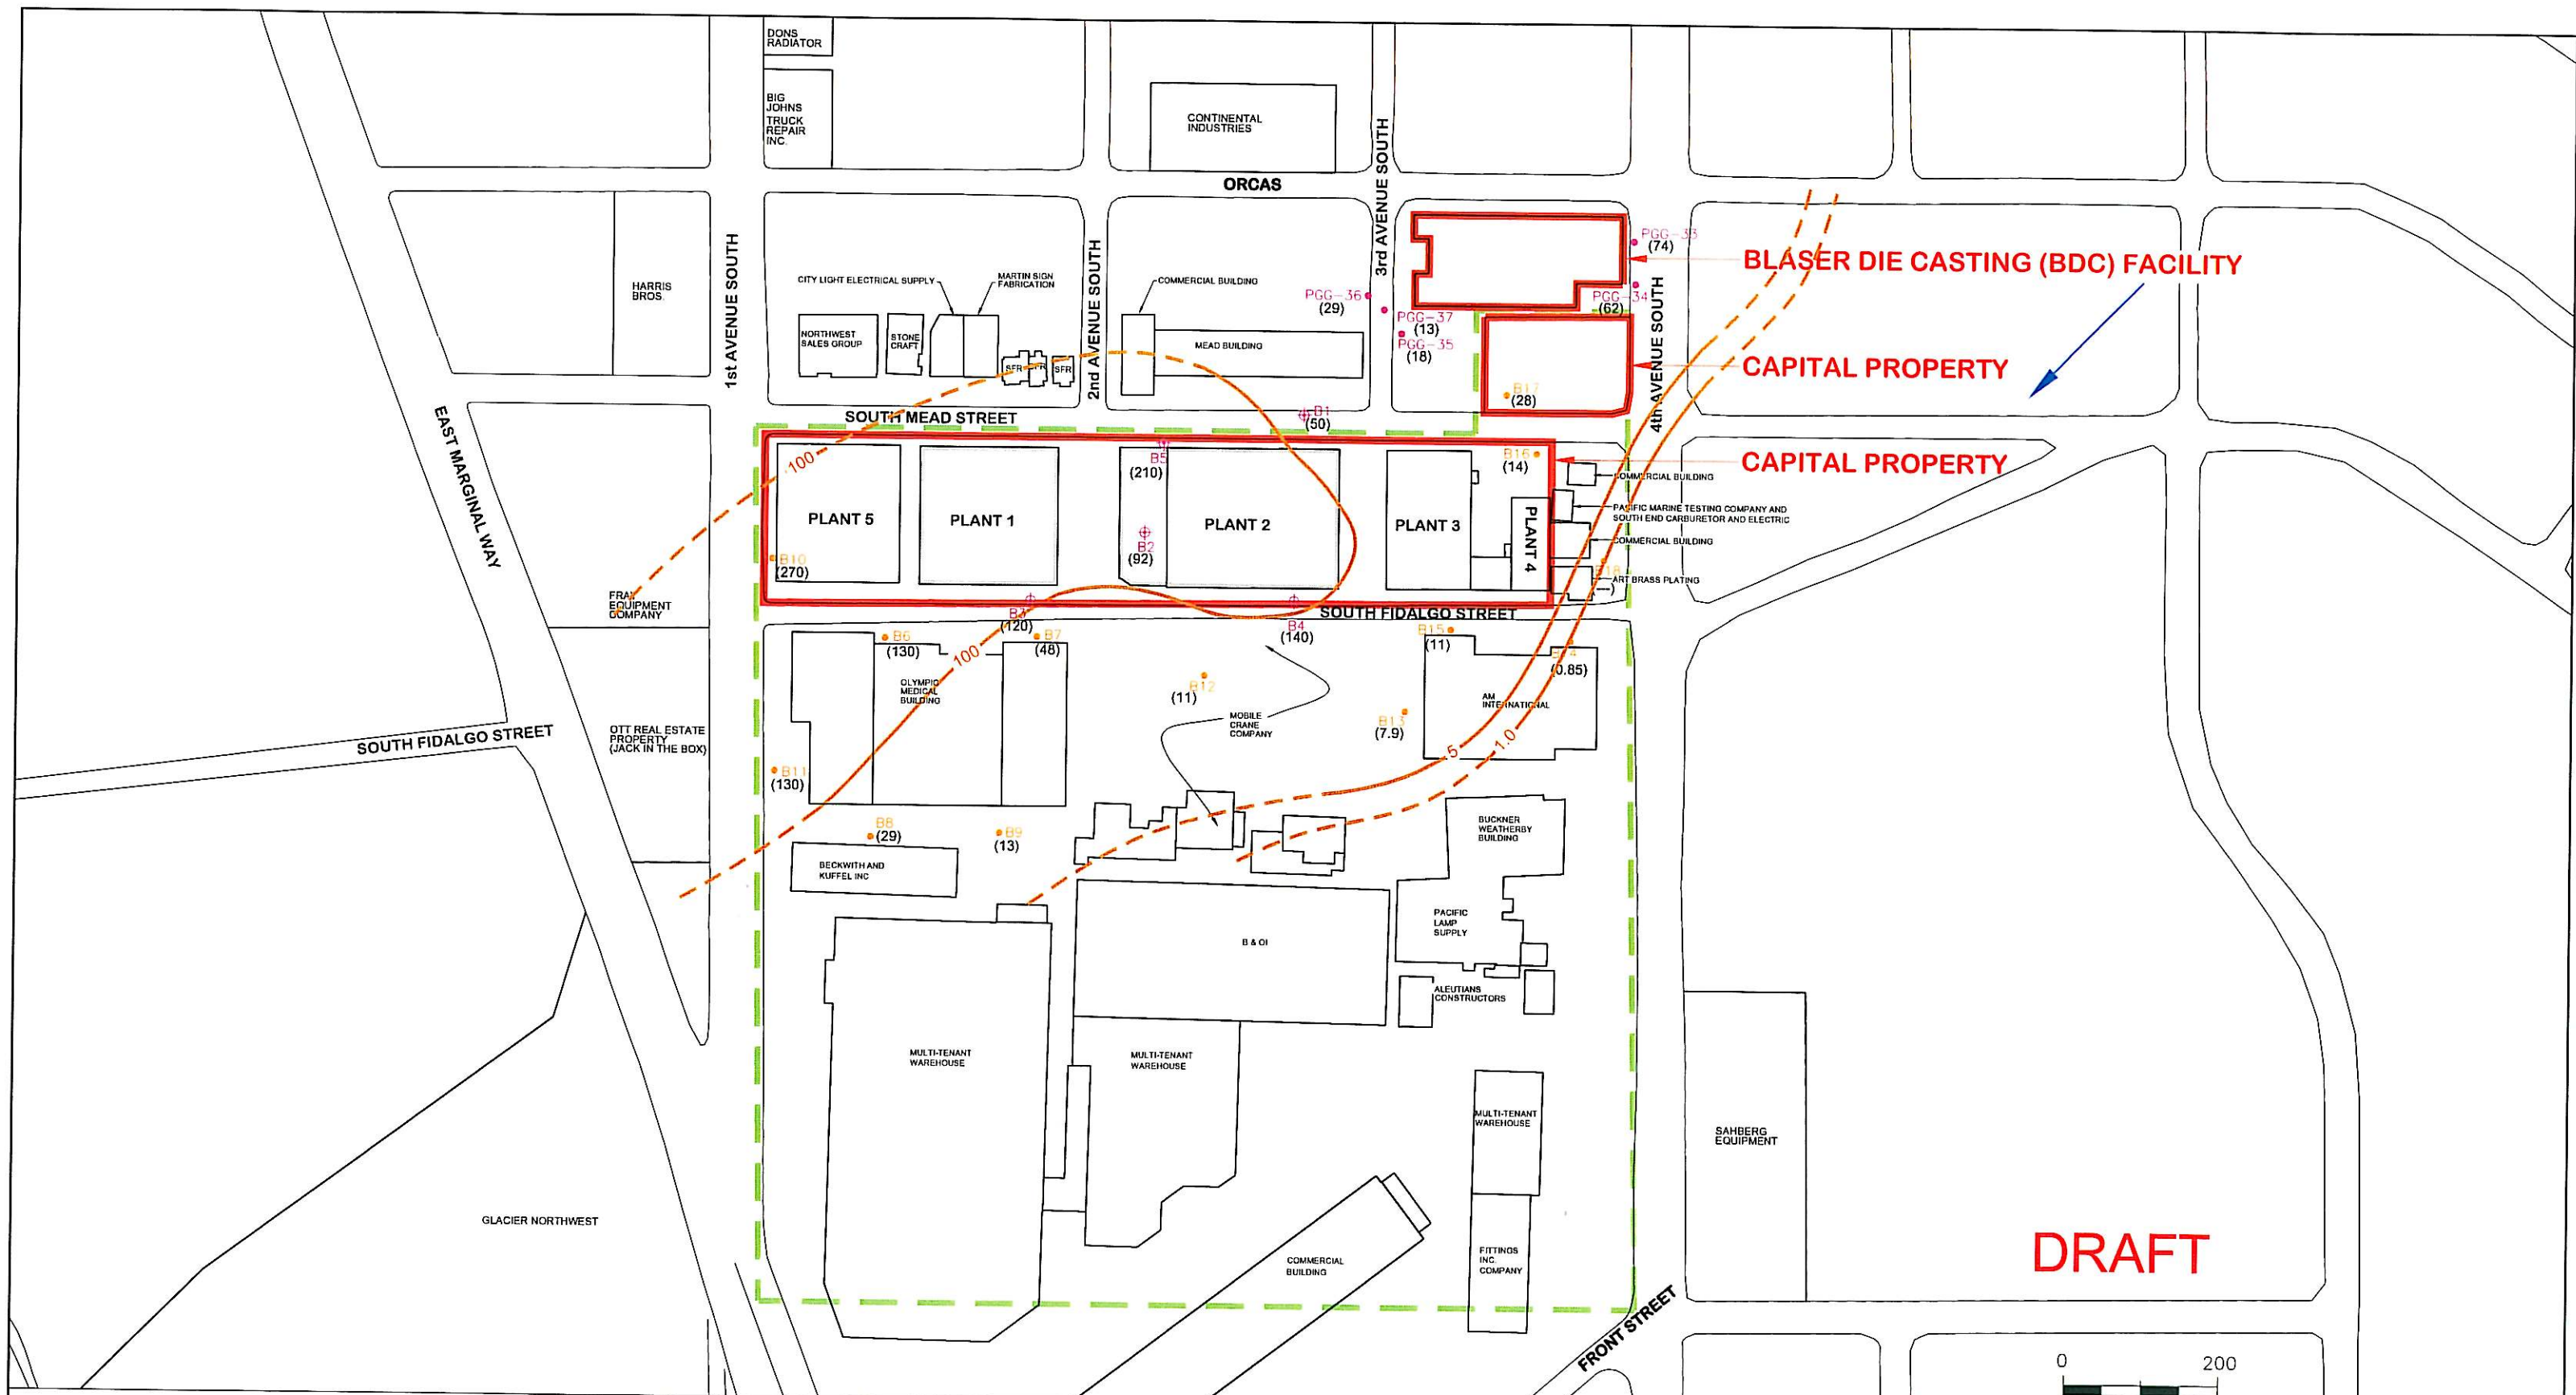 DONS
RADIATOR
BIG
JOHNS
TRUCK
REPAIR
INC.
CONTINENTAL
INDUSTRIES
ORCAS
3rd AVENUE SOUTH
HARRIS
BROS.
1st AVENUE SOUTH
CITY LIGHT ELECTRICAL SUPPLY
MARTIN SIGN
FABRICATION
2nd AVENUE SOUTH
COMMERCIAL BUILDING
NORTHWEST
SALES GROUP
STONE
CRAFT
SFR
SFR
MEAD BUILDING
PGG-36
(29)
PGG-37
(13)
PGG-35
(18)
PGG-33
(74)
PGG-34
(62)
BLASER DIE CASTING (BDC) FACILITY
4th AVENUE SOUTH
CAPITAL PROPERTY
B17
(28)
SOUTH MEAD STREET
B1
(50)
EAST MARGINAL WAY
100
B5
(210)
B16
(14)
CAPITAL PROPERTY
COMMERCIAL BUILDING
PLANT 5
PLANT 1
PLANT 2
PLANT 3
PLANT 4
PACIFIC MARINE TESTING COMPANY AND
SOUTH END CARBURETOR AND ELECTRIC
COMMERCIAL BUILDING
B2
(92)
B10
(270)
B18
(—)
ART BRASS PLATING
EQUIPMENT
COMPANY
B3
(120)
B4
(140)
SOUTH FIDALGO STREET
B6
(130)
B7
(48)
100
B15
(11)
(0.85)
OLYMPIC
MEDICAL
BUILDING
B12
(11)
MOBILE
CRANE
COMPANY
B13
(7.9)
AM
INTERNATIONAL
5
1.0
SOUTH FIDALGO STREET
OTT REAL ESTATE
PROPERTY
(JACK IN THE BOX)
B11
(130)
B8
(29)
B9
(13)
BECKWITH AND
KUFFEL INC
BUCKNER
WEATHERBY
BUILDING
PACIFIC
LAMP
SUPPLY
B & OI
ALEUTIANS
CONSTRUCTORS
MULTI-TENANT
WAREHOUSE
MULTI-TENANT
WAREHOUSE
MULTI-TENANT
WAREHOUSE
SAHBERG
EQUIPMENT
GLACIER NORTHWEST
COMMERCIAL
BUILDING
FITTINGS
INC.
COMPANY
DRAFT
FRONT STREET
0 200